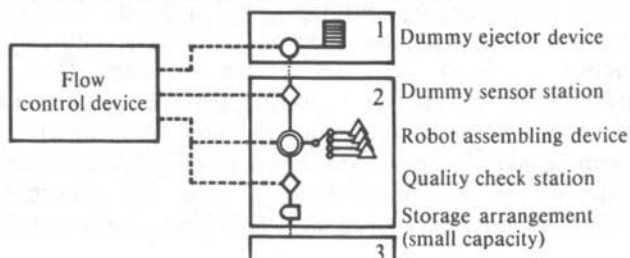 1
Dummy ejector device
Flow
control device
2
Dummy sensor station
Robot assembling device
Quality check station
Storage arrangement
(small capacity)
3